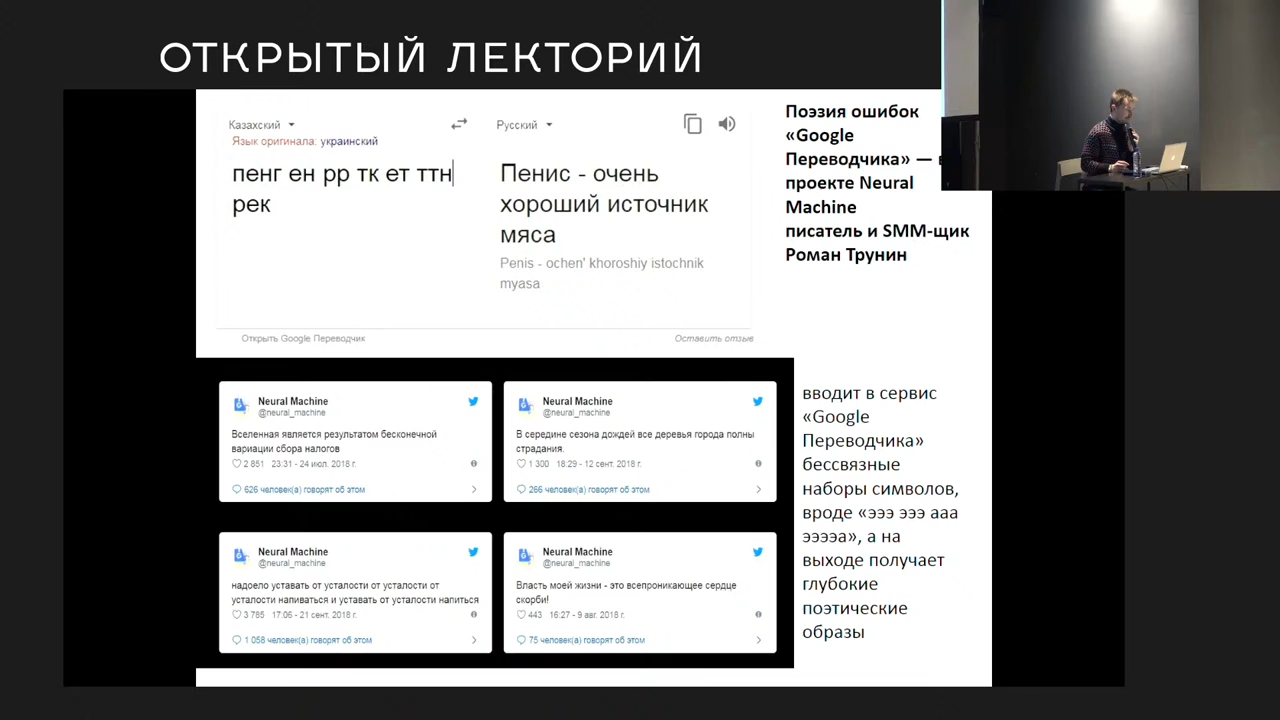 ОТКРЫТЫЙ ЛЕКТОРИЙ
Казахский
Русский
Язык оригинала: украинский
пенг ен рр тк ет ттн
рек
Пенис - очень
хороший источник
мяса
Penis - ochen' khoroshiy istochnik
myasa
Открыть Google Переводчик
Оставить отзыв
Поэзия ошибок
«Google
Переводчика» —
проекте Neural
Machine
писатель и SMM-щик
Роман Трунин
Neural Machine
@neural_machine
Вселенная является результатом бесконечной
вариации сбора налогов
2 851 23:31 - 24 июл. 2018 г.
626 человек(а) говорят об этом
Neural Machine
@neural_machine
В середине сезона дождей все деревья города полны
страдания.
1 300 18:29 - 12 сент. 2018 г.
266 человек(а) говорят об этом
Neural Machine
@neural_machine
надоело уставать от усталости от усталости от
усталости напиваться и уставать от усталости напиться
3 785 17:06 - 21 сент. 2018 г.
1 058 человек(а) говорят об этом
Neural Machine
@neural_machine
Власть моей жизни - это всепроникающее сердце
скорби!
443 16:27 - 9 авг. 2018 г.
75 человек(а) говорят об этом
вводит в сервис
«Google
Переводчика»
бессвязные
наборы символов,
вроде «эээ эээ ааа
эээээа», а на
выходе получает
глубокие
поэтические
образы